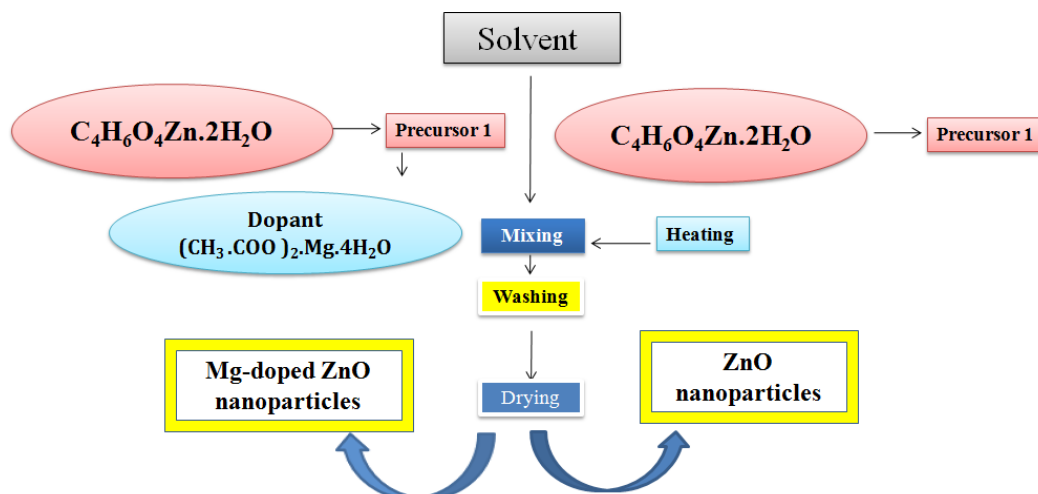 Solvent
C₄H₆O₄Zn.2H₂O
Precursor 1
C₄H₆O₄Zn.2H₂O
Precursor 1
Dopant
(CH₃.COO )₂.Mg.4H₂O
Mixing
Heating
Washing
Mg-doped ZnO
nanoparticles
ZnO
nanoparticles
Drying